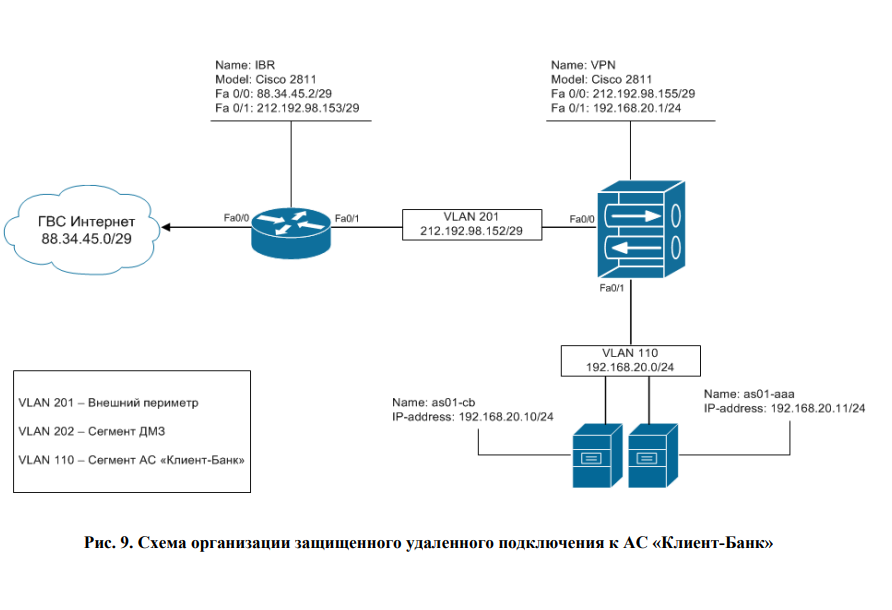 Name: IBR
Model: Cisco 2811
Fa 0/0: 88.34.45.2/29
Fa 0/1: 212.192.98.153/29
Name: VPN
Model: Cisco 2811
Fa 0/0: 212.192.98.155/29
Fa 0/1: 192.168.20.1/24
ГВС Интернет
88.34.45.0/29
Fa0/0
Fa0/1
VLAN 201
212.192.98.152/29
Fa0/0
Fa0/1
VLAN 110
192.168.20.0/24
Name: as01-cb
IP-address: 192.168.20.10/24
Name: as01-aaa
IP-address: 192.168.20.11/24
VLAN 201 – Внешний периметр
VLAN 202 – Сегмент ДМЗ
VLAN 110 – Сегмент АС «Клиент-Банк»
Рис. 9. Схема организации защищенного удаленного подключения к АС «Клиент-Банк»